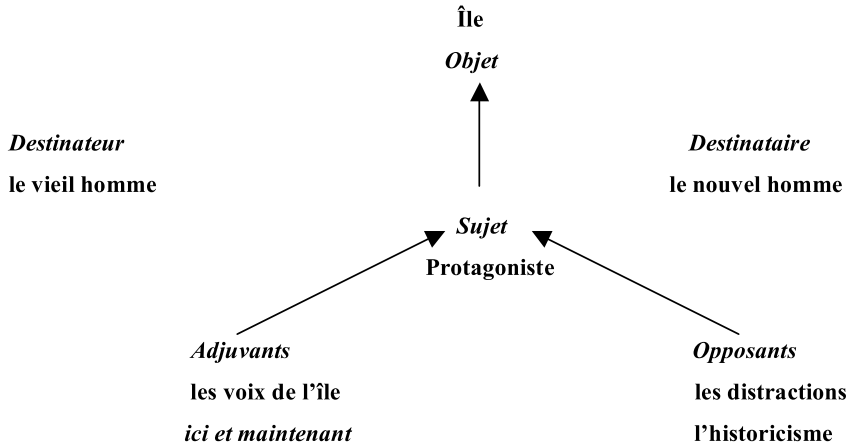 Île
Objet
Destinateur
le vieil homme
Destinataire
le nouvel homme
Sujet
Protagoniste
Adjuvants
les voix de l’île
ici et maintenant
Opposants
les distractions
l’historicisme